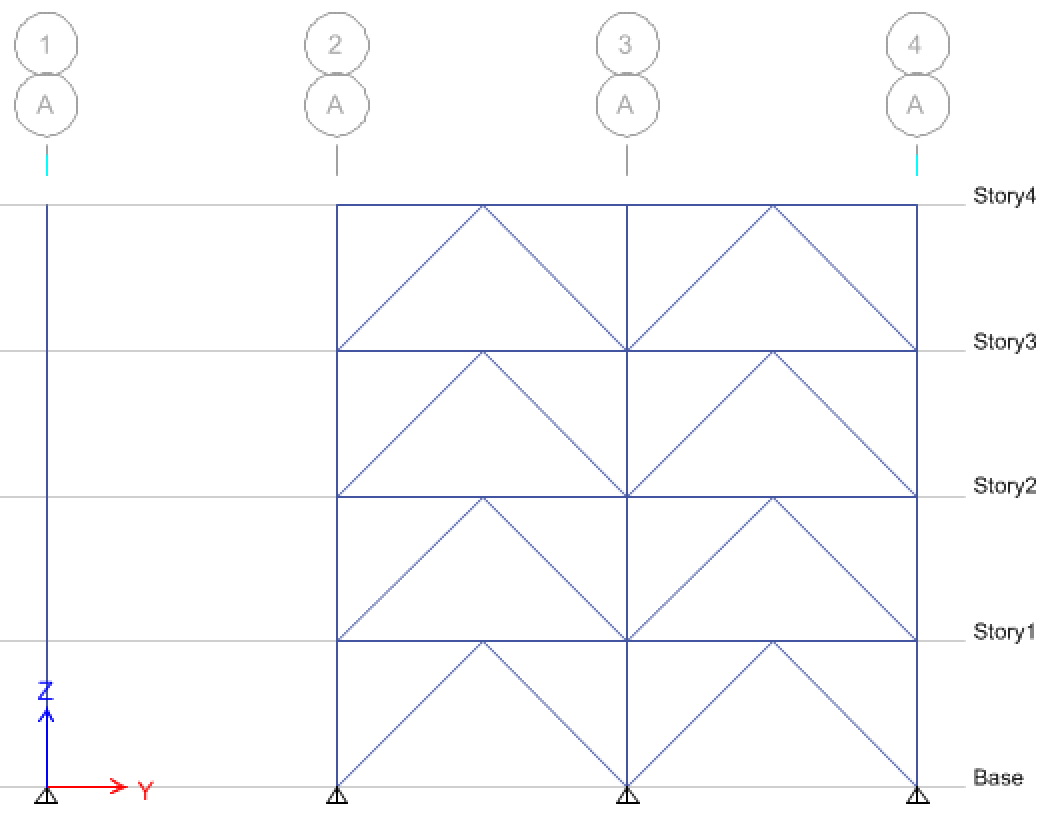 1 2 3 4
A A A A
Story4
Story3
Story2
Story1
Z
Y
Base